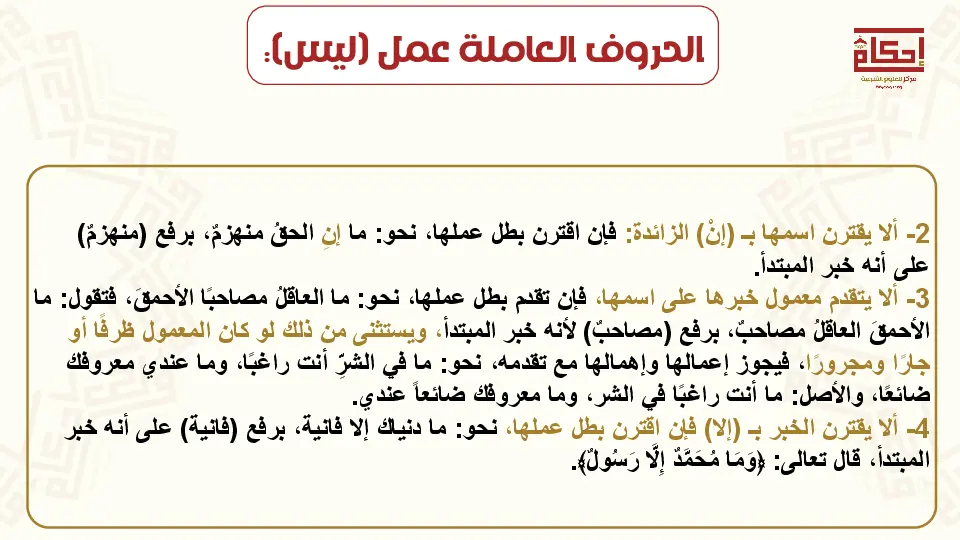 الحروف العاملة عمل (ليس):
إحكام
مركز للعلوم الشرعية
2- ألا يقترن اسمها بـ (إنْ) الزائدة: فإن اقترن بطل عملها، نحو: ما إنِ الحقُ منهزمٌ، برفع (منهزمٌ)
على أنه خبر المبتدأ.
3- ألا يتقدم معمول خبرها على اسمها، فإن تقدم بطل عملها، نحو: ما العاقلُ مصاحبًا الأحمقَ، فتقول: ما
الأحمقَ العاقلُ مصاحبٌ، برفع (مصاحبٌ) لأنه خبر المبتدأ، ويستثنى من ذلك لو كان المعمول ظرفًا أو
جارًا ومجرورًا، فيجوز إعمالها وإهمالها مع تقدمه، نحو: ما في الشرِّ أنت راغبًا، وما عندي معروفك
ضائعًا، والأصل: ما أنت راغبًا في الشر، وما معروفك ضائعاً عندي.
4- ألا يقترن الخبر بـ (إلا) فإن اقترن بطل عملها، نحو: ما دنياك إلا فانية، برفع (فانية) على أنه خبر
المبتدأ، قال تعالى: ﴿وَمَا مُحَمَّدٌ إِلَّا رَسُولٌ﴾.